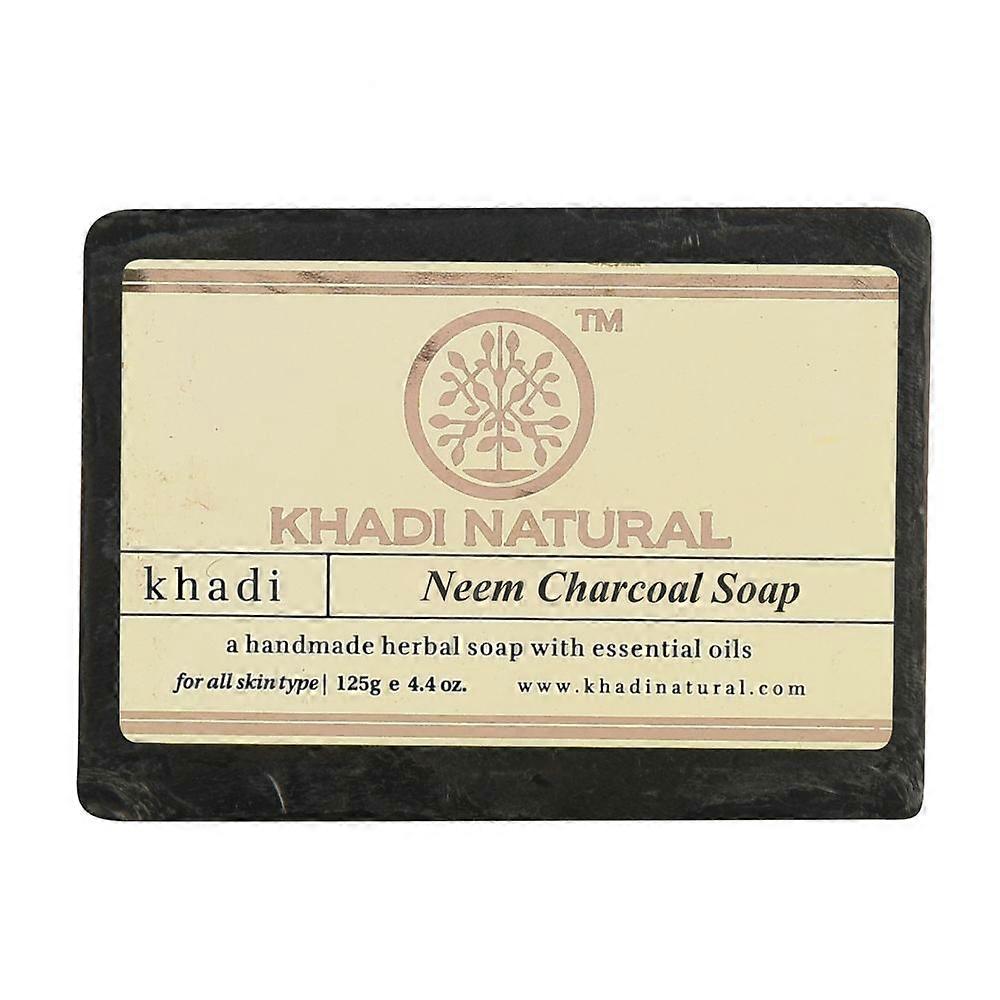 TM
KHADI NATURAL
khadi
Neem Charcoal Soap
a handmade herbal soap with essential oils
for all skin type| 125g e 4.4 oz. www.khadinatural.com